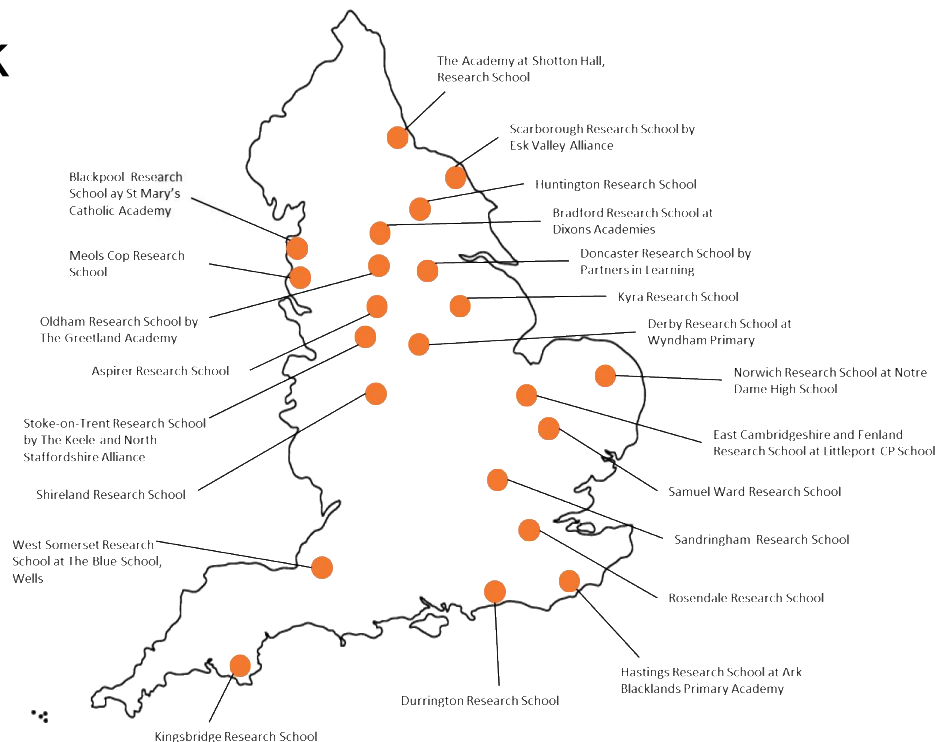 K
The Academy at Shotton Hall,
Research School
Scarborough Research School by
Esk Valley Alliance
Blackpool Research
School ay St Mary's
Catholic Academy
Huntington Research School
Bradford Research School at
Dixons Academies
Meols Cop Research
School
Doncaster Research School by
Partners in Learning
Kyra Research School
Oldham Research School by
The Greetland Academy
Derby Research School at
Wyndham Primary
Aspirer Research School
Norwich Research School at Notre
Dame High School
Stoke-on-Trent Research School
by The Keele and North
Staffordshire Alliance
East Cambridgeshire and Fenland
Research School at Littleport CP School
Shireland Research School
Samuel Ward Research School
Sandringham Research School
West Somerset Research
School at The Blue School,
Wells
Rosendale Research School
Hastings Research School at Ark
Blacklands Primary Academy
Durrington Research School
Kingsbridge Research School